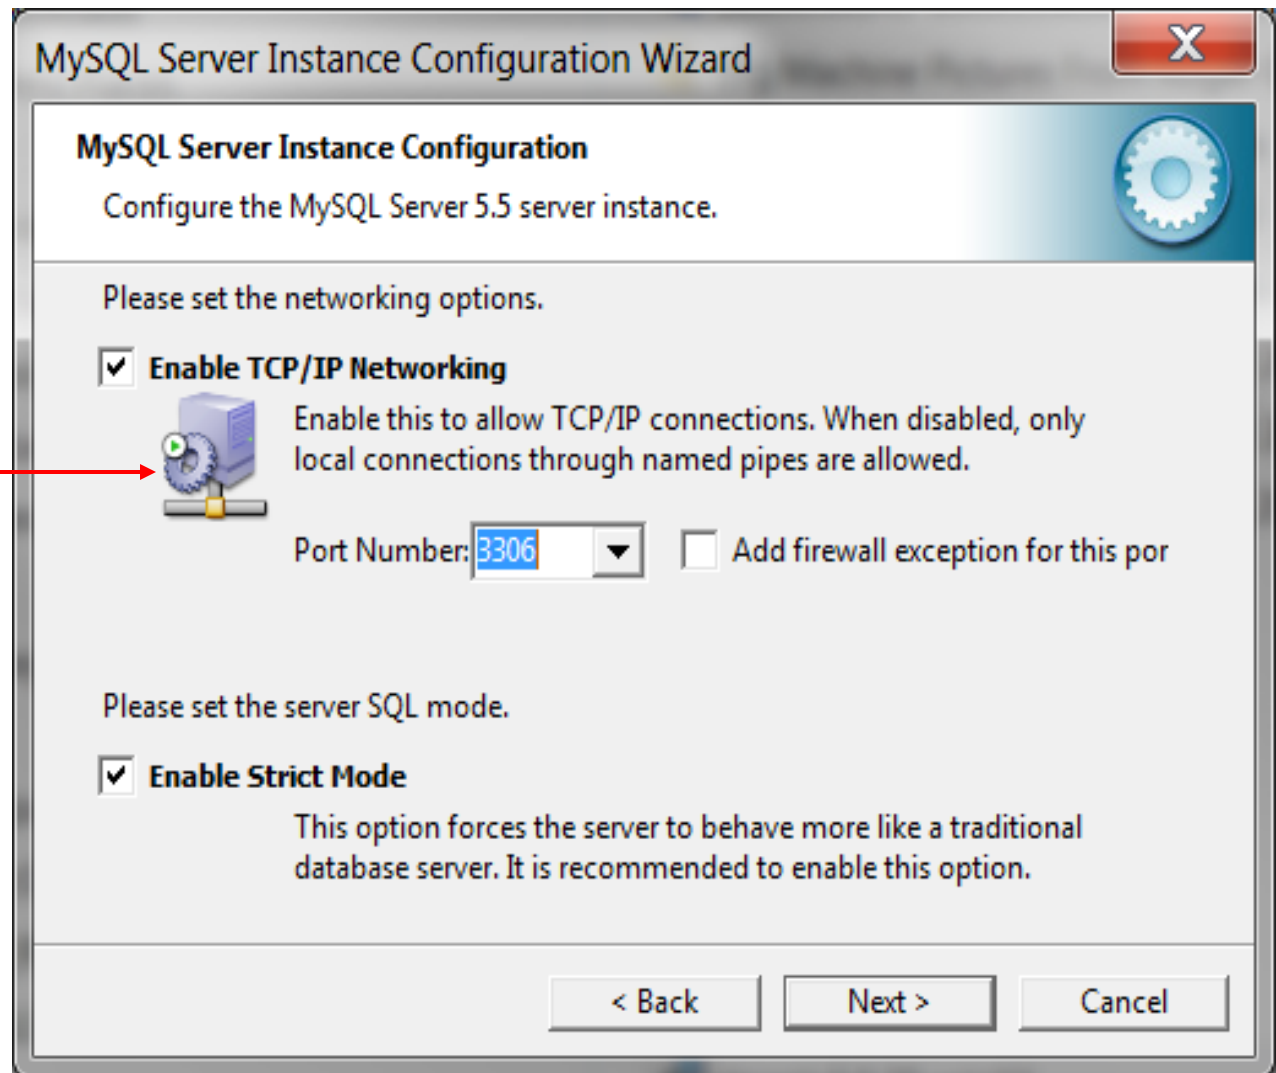 MySQL Server Instance Configuration Wizard
X
MySQL Server Instance Configuration
Configure the MySQL Server 5.5 server instance.
Please set the networking options.
Enable TCP/IP Networking
Enable this to allow TCP/IP connections. When disabled, only
local connections through named pipes are allowed.
Port Number: 3306 Add firewall exception for this por
Please set the server SQL mode.
Enable Strict Mode
This option forces the server to behave more like a traditional
database server. It is recommended to enable this option.
< Back Next > Cancel